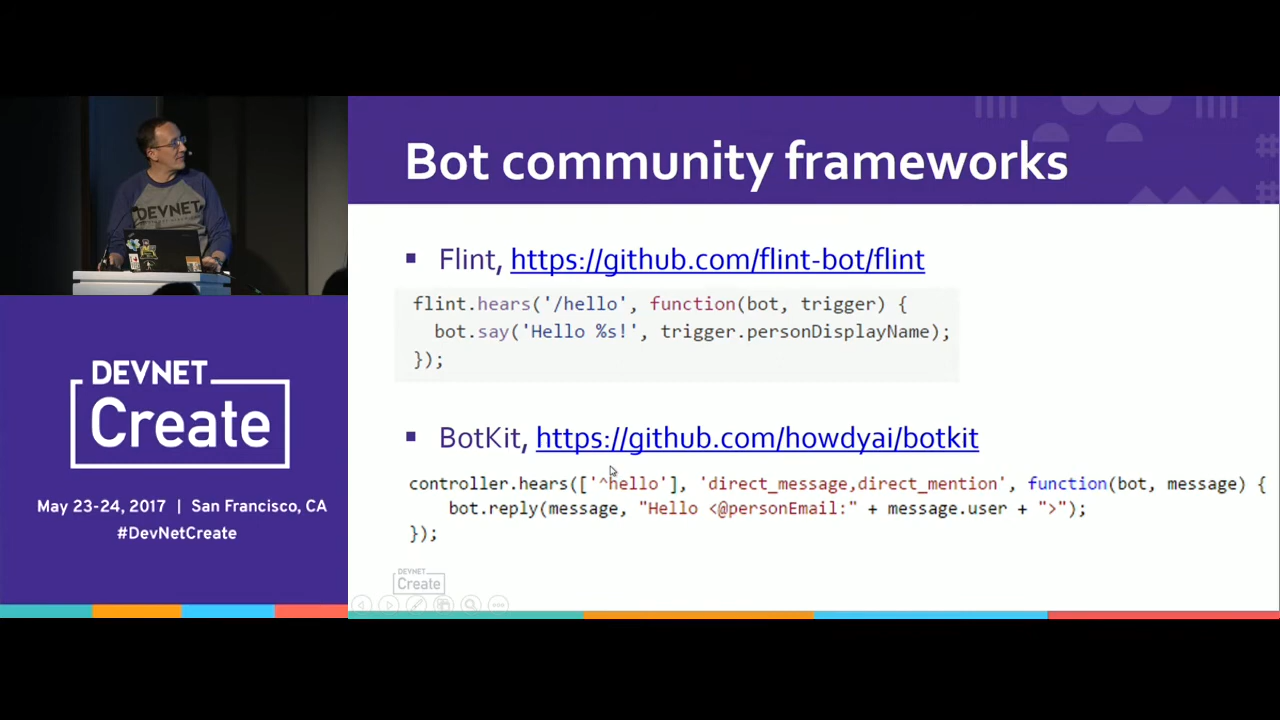 Bot community frameworks
DEVNET
▪ Flint, https://github.com/flint-bot/flint
flint.hears('/hello', function(bot, trigger) {
bot.say('Hello %s!', trigger.personDisplayName);
});
▪ BotKit, https://github.com/howdyai/botkit
controller.hears(['^hello'], 'direct_message,direct_mention', function(bot, message) {
bot.reply(message, "Hello <@personEmail:" + message.user + ">");
});
DEVNET
Create
DEVNET
Create
May 23-24, 2017 | San Francisco, CA
#DevNetCreate